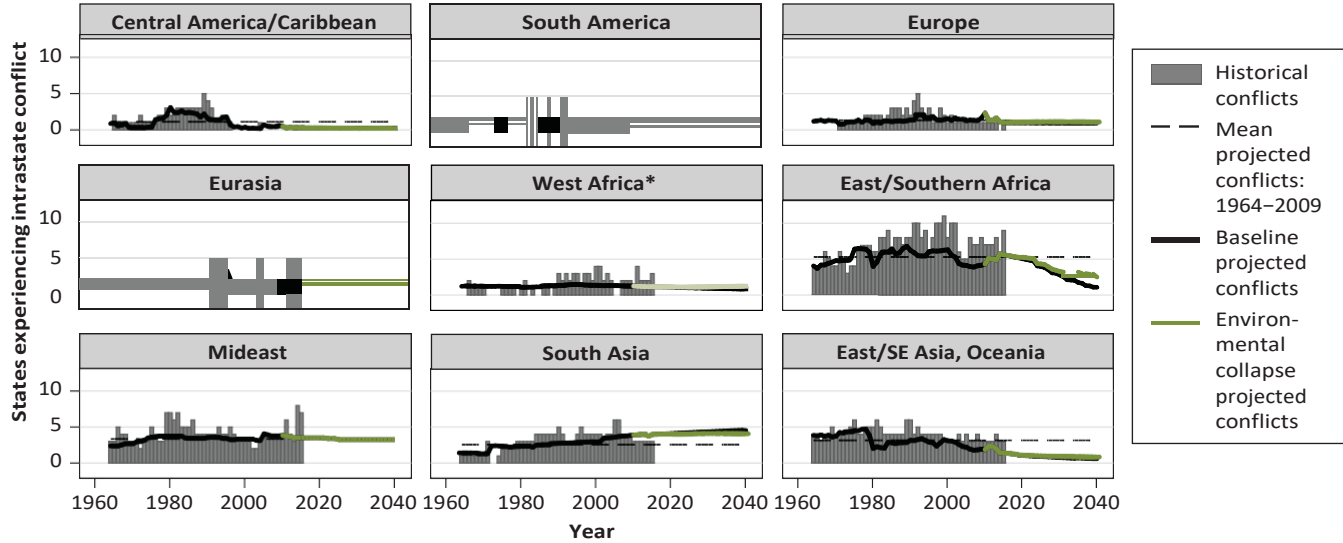 States experiencing intrastate conflict
Central America/Caribbean
South America
Europe
10
5
0
Eurasia
West Africa*
East/Southern Africa
10
5
0
Mideast
South Asia
East/SE Asia, Oceania
10
5
0
1960 1980 2000 2020 2040 1960 1980 2000 2020 2040 1960 1980 2000 2020 2040
Year
Historical
conflicts
Mean
projected
conflicts:
1964–2009
Baseline
projected
conflicts
Environ-
mental
collapse
projected
conflicts